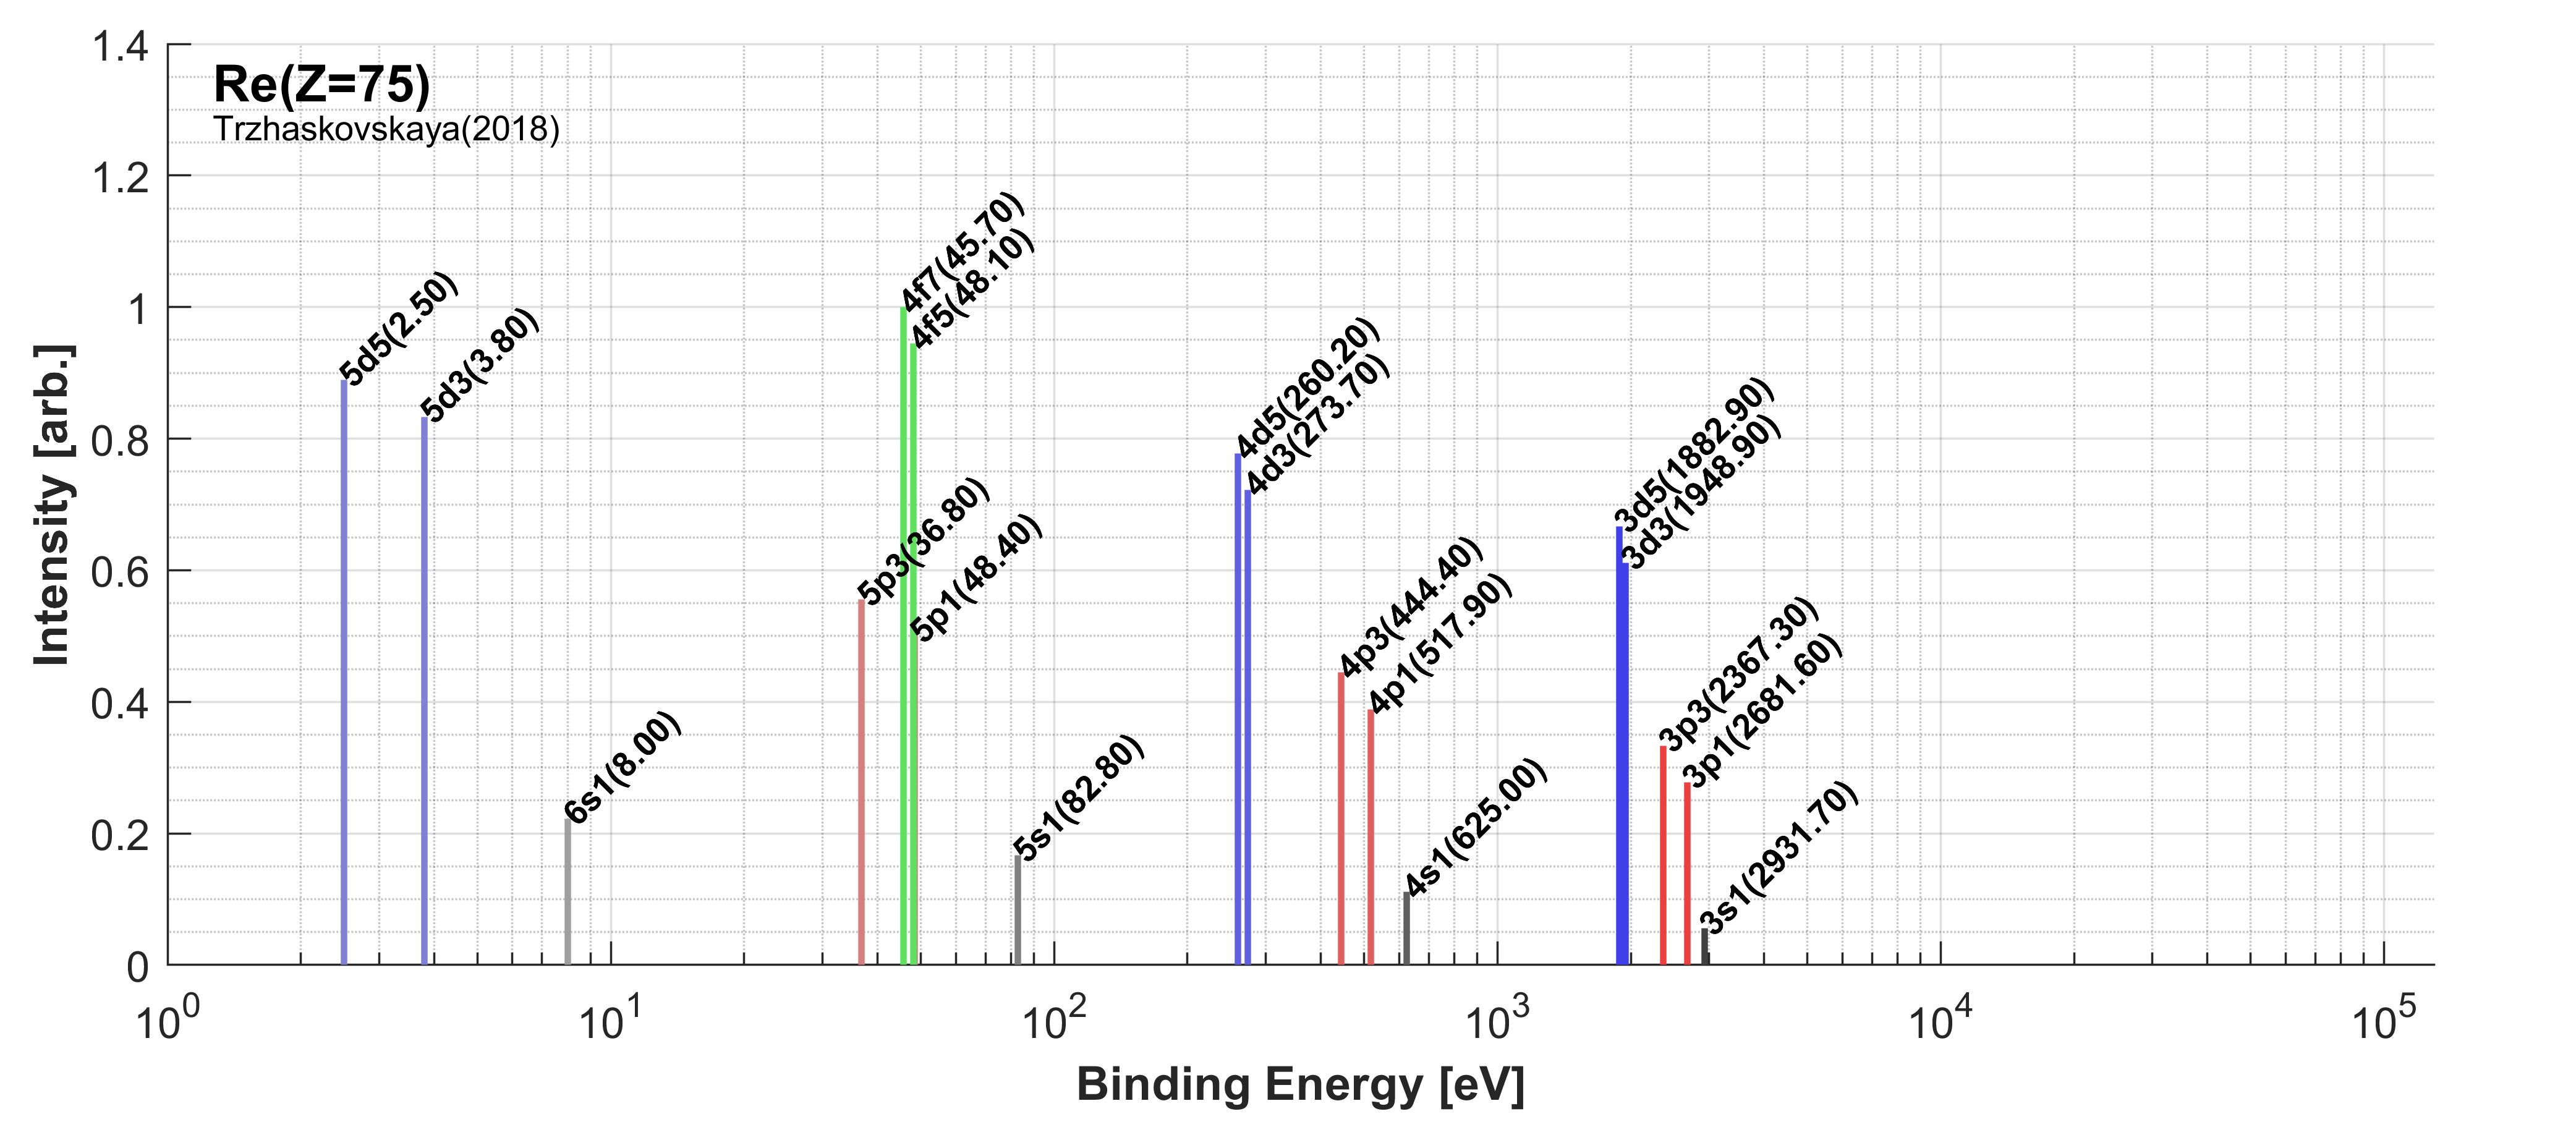 Re(Z=75)
Trzhaskovskaya(2018)
Intensity [arb.]
1.4
1.2
1
0.8
0.6
0.4
0.2
0
5d5(2.50)
5d3(3.80)
6s1(8.00)
5p3(36.80)
4f7(45.70)
4f5(48.10)
5p1(48.40)
5s1(82.80)
4d5(260.20)
4d3(273.70)
4p3(444.40)
4p1(517.90)
4s1(625.00)
3d5(1882.90)
3d3(1948.90)
3p3(2367.30)
3p1(2681.60)
3s1(2931.70)
10^0 10^1 10^2 10^3 10^4 10^5
Binding Energy [eV]